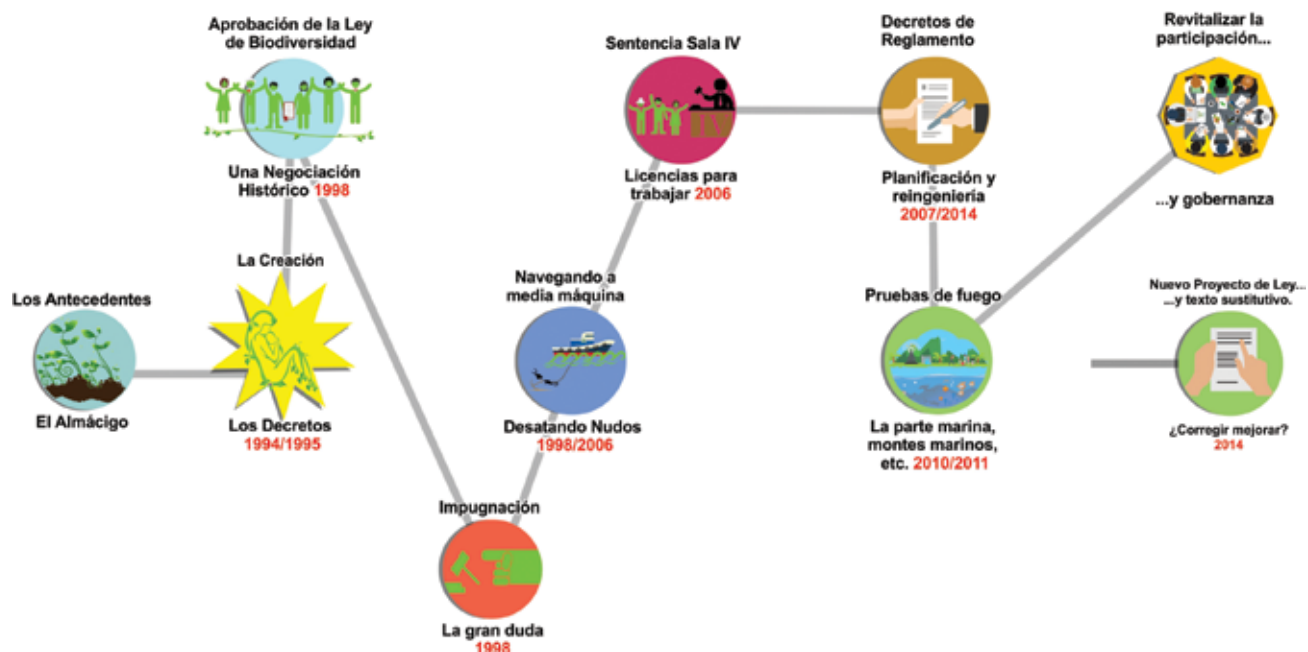 Los Antecedentes
El Almácigo
La Creación
Los Decretos
1994/1995
Aprobación de la Ley
de Biodiversidad
Una Negociación
Histórico 1998
Impugnación
La gran duda
1998
Navegando a
media máquina
Desatando Nudos
1998/2006
Sentencia Sala IV
Licencias para
trabajar 2006
Decretos de
Reglamento
Planificación y
reingeniería
2007/2014
Pruebas de fuego
La parte marina,
montes marinos,
etc. 2010/2011
Revitalizar la
participación...
...y gobernanza
Nuevo Proyecto de Ley...
...y texto sustitutivo.
¿Corregir mejorar?
2014